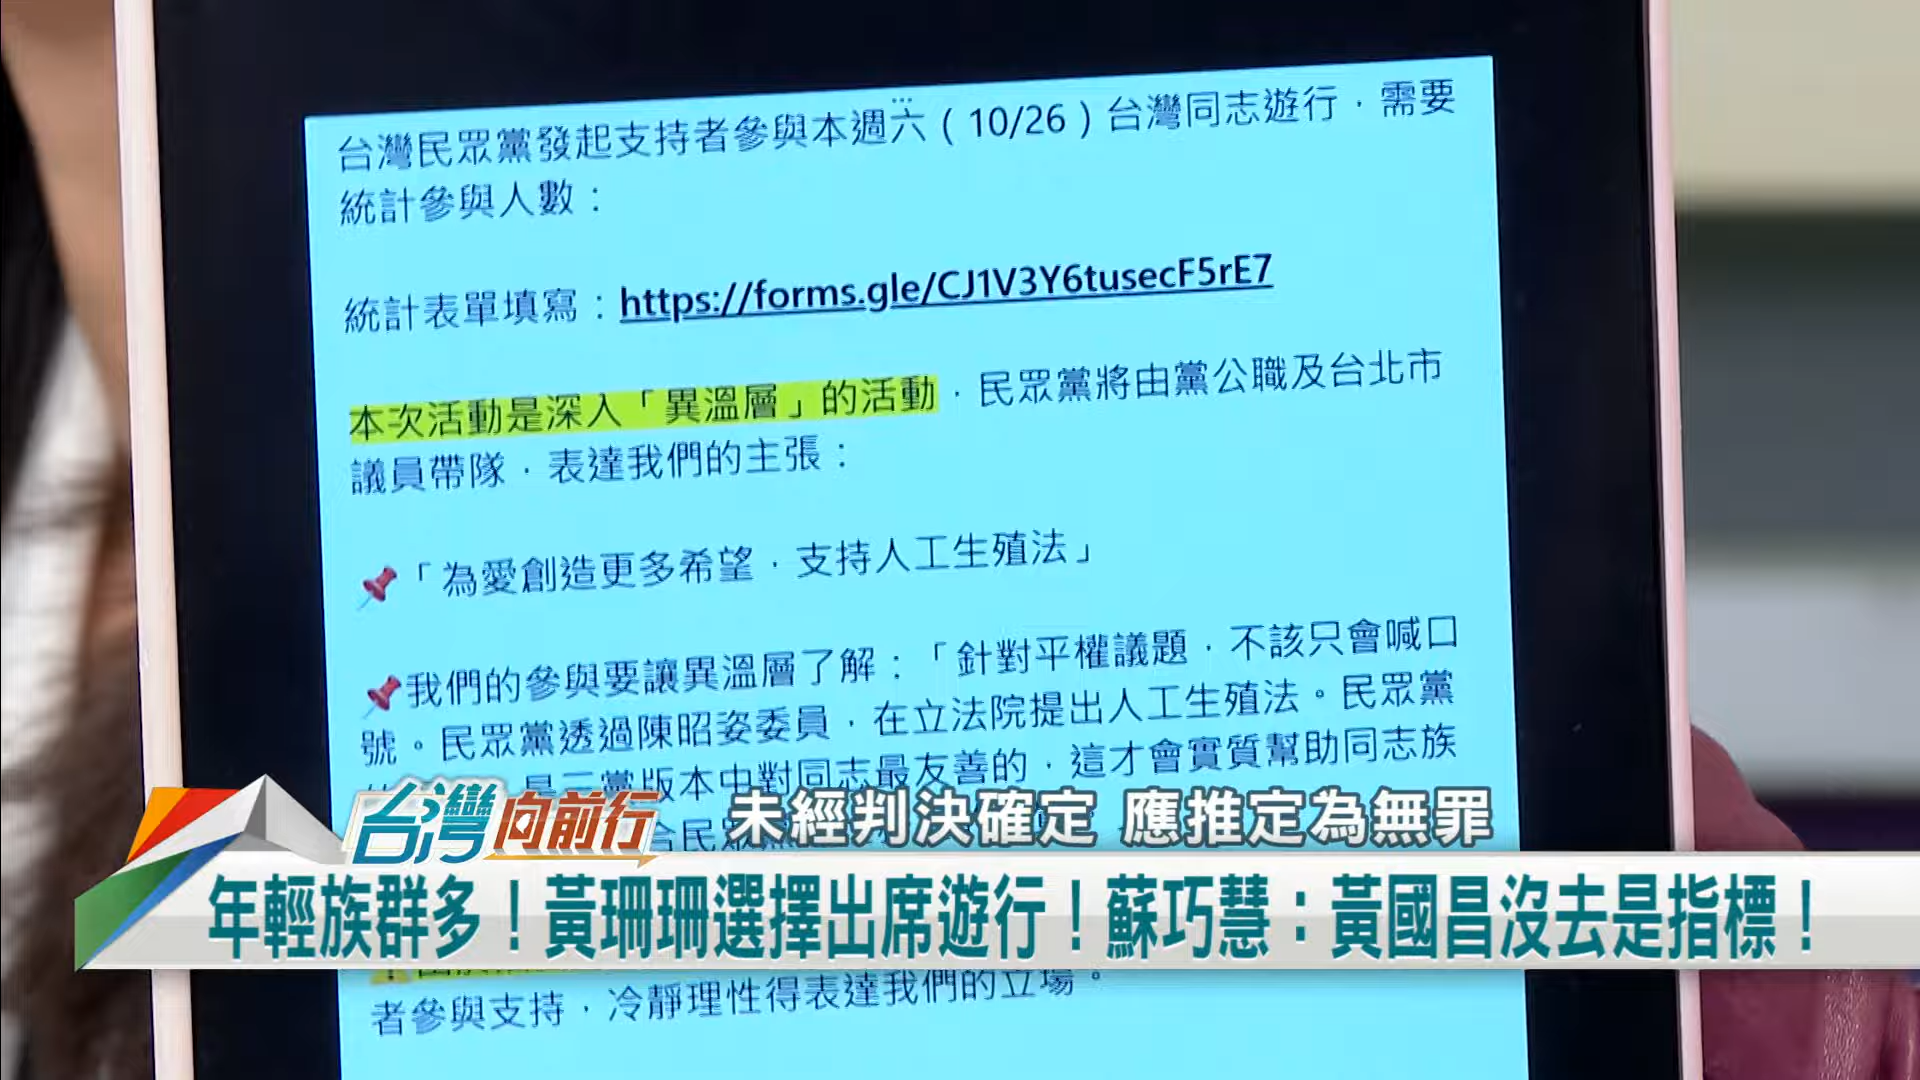 台灣民眾黨發起支持者參與本週六（10/26）台灣同志遊行，需要
統計參與人數：
統計表單填寫：https://forms.gle/CJ1V3Y6tusecF5rE7
本次活動是深入「異溫層」的活動，民眾黨將由黨公職及台北市
議員帶隊，表達我們的主張：
📌「為愛創造更多希望，支持人工生殖法」
📌我們的參與要讓異溫層了解：「針對平權議題，不該只會喊口
號。民眾黨透過陳昭姿委員，在立法院提出人工生殖法。民眾黨
是三黨版本中對同志最友善的，這才會實質幫助同志族
台灣向前行
未經判決確定 應推定為無罪
年輕族群多！黃珊珊選擇出席遊行！蘇巧慧：黃國昌沒去是指標！
者參與支持，冷靜理性得表達我們的立場。